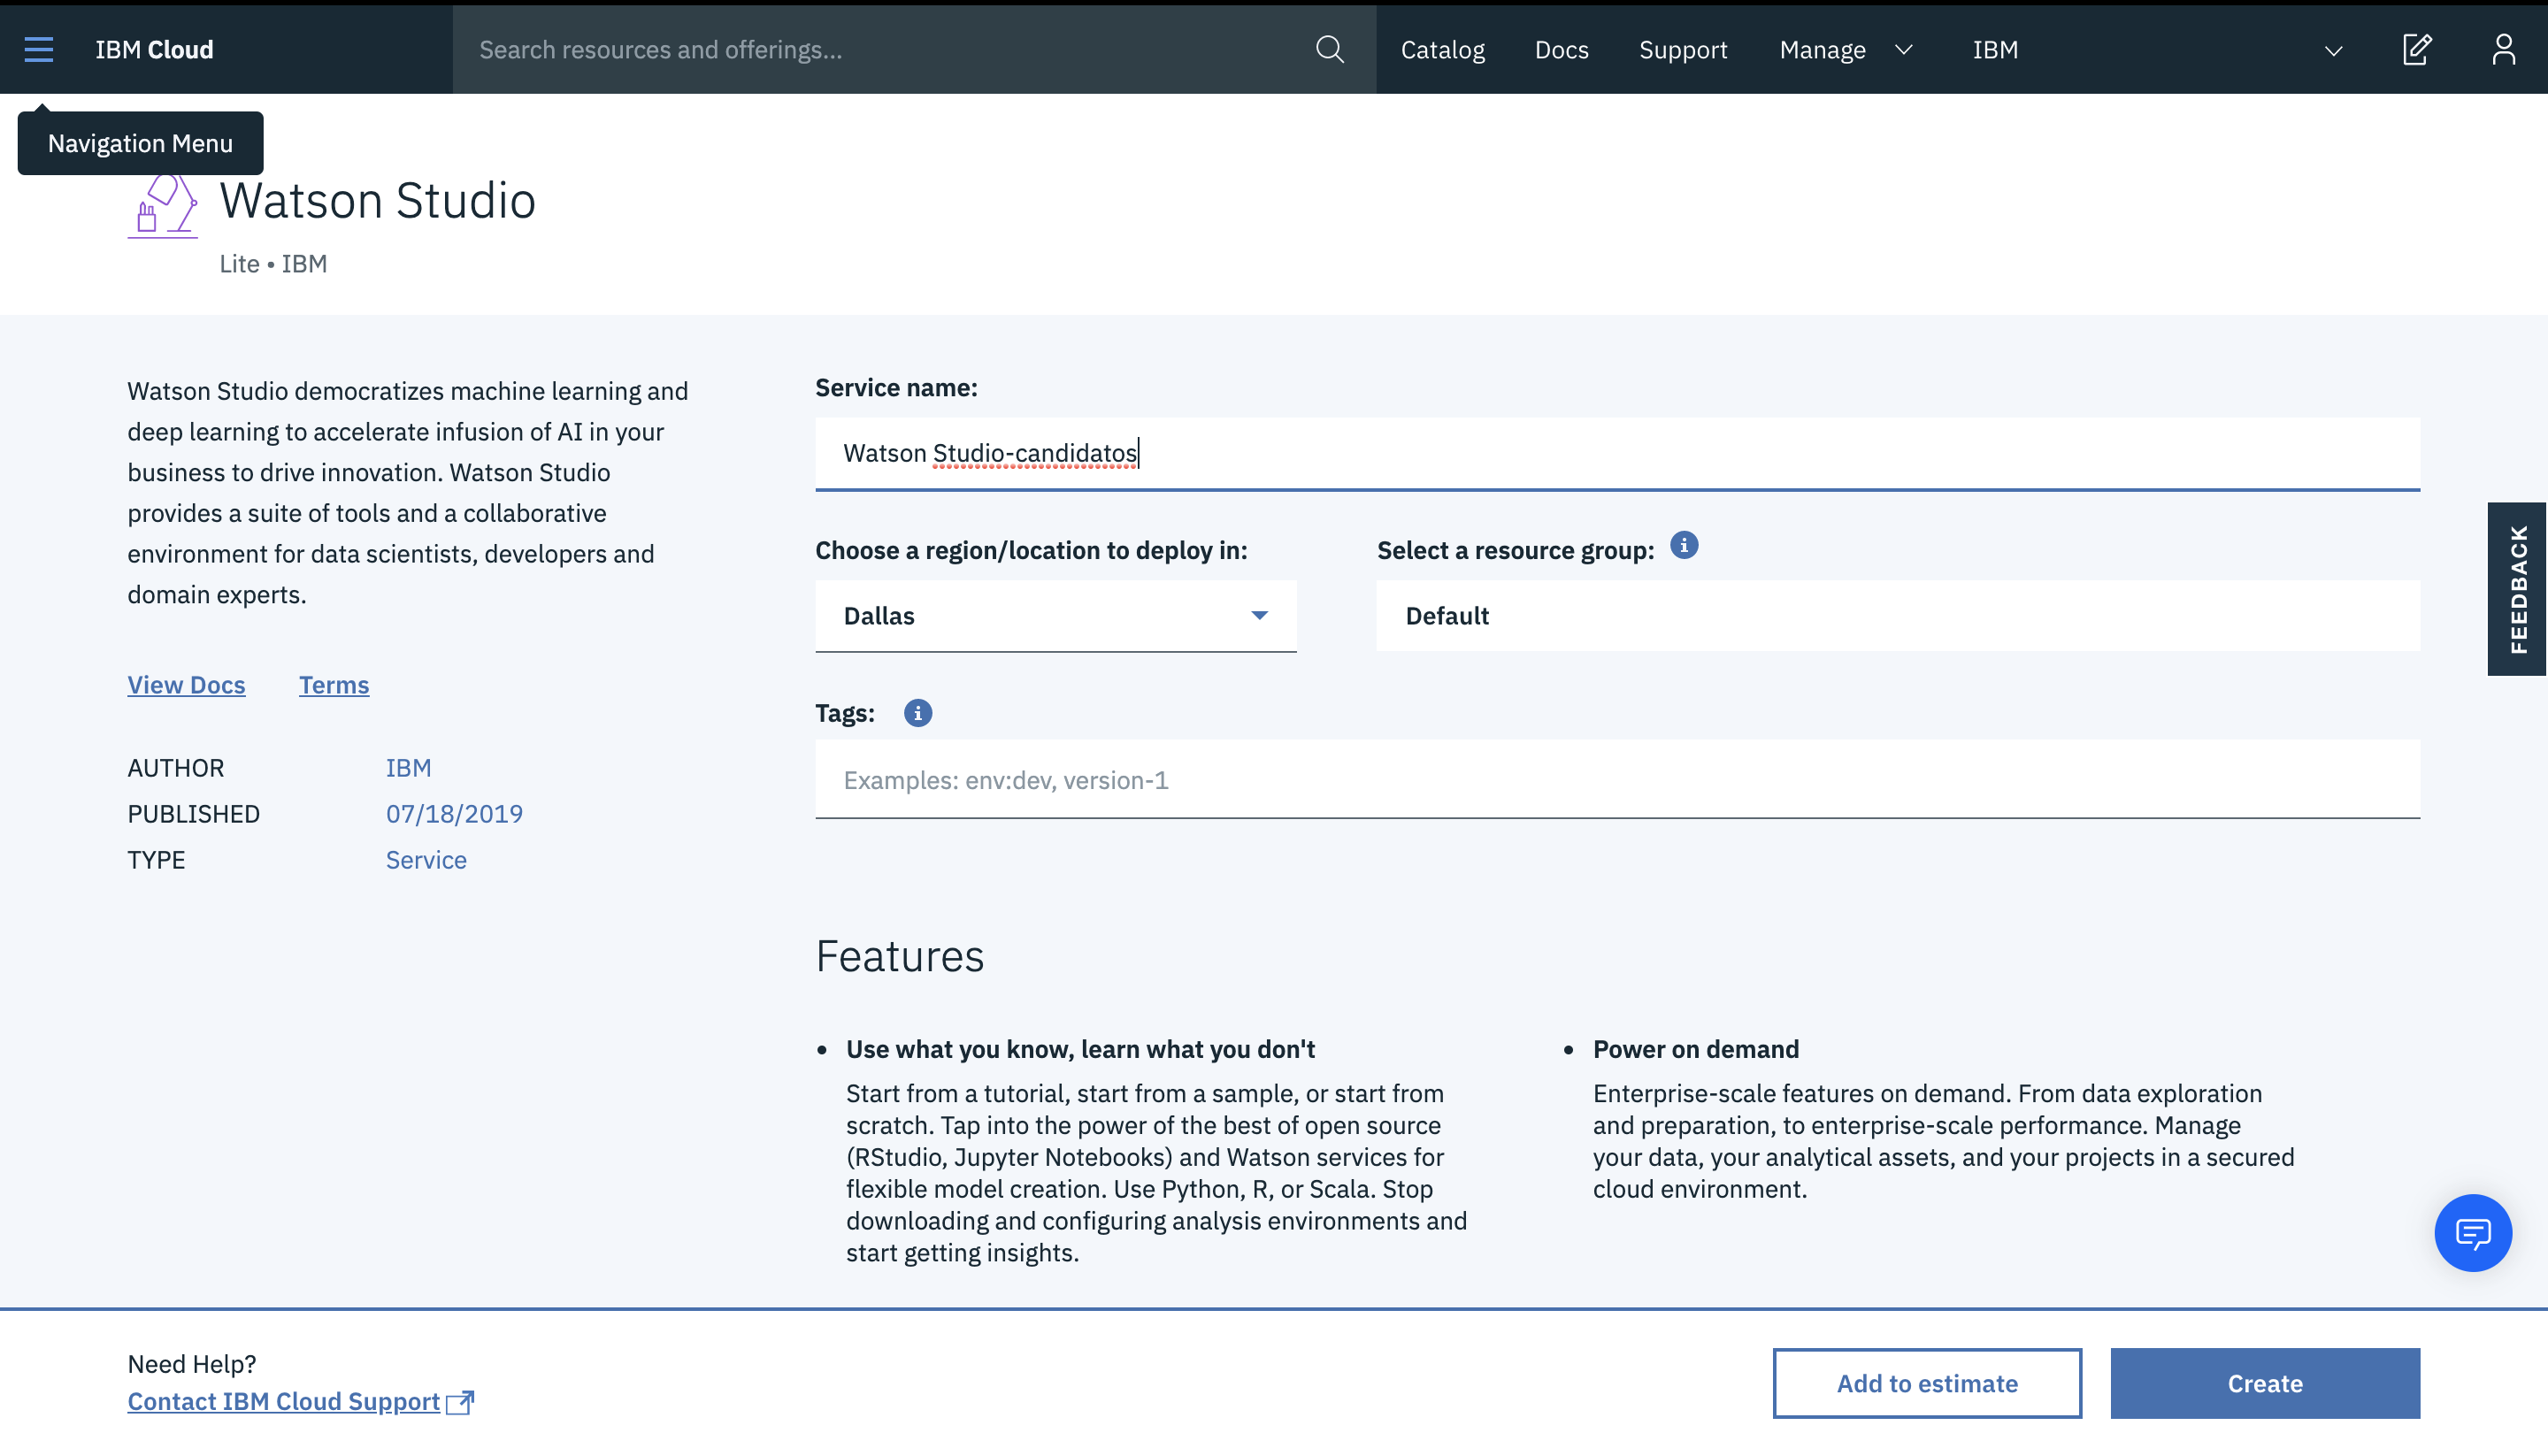 IBM Cloud
Search resources and offerings...
Catalog
Docs
Support
Manage
IBM
Navigation Menu
Watson Studio
Lite • IBM
Watson Studio democratizes machine learning and
deep learning to accelerate infusion of AI in your
business to drive innovation. Watson Studio
provides a suite of tools and a collaborative
environment for data scientists, developers and
domain experts.
View Docs
Terms
AUTHOR IBM
PUBLISHED 07/18/2019
TYPE Service
Service name:
Watson Studio-candidatos
Choose a region/location to deploy in:
Dallas
Select a resource group:
Default
Tags:
Examples: env:dev, version-1
FEEDBACK
Features
• Use what you know, learn what you don't
Start from a tutorial, start from a sample, or start from
scratch. Tap into the power of the best of open source
(RStudio, Jupyter Notebooks) and Watson services for
flexible model creation. Use Python, R, or Scala. Stop
downloading and configuring analysis environments and
start getting insights.
• Power on demand
Enterprise-scale features on demand. From data exploration
and preparation, to enterprise-scale performance. Manage
your data, your analytical assets, and your projects in a secured
cloud environment.
Need Help?
Contact IBM Cloud Support
Add to estimate
Create